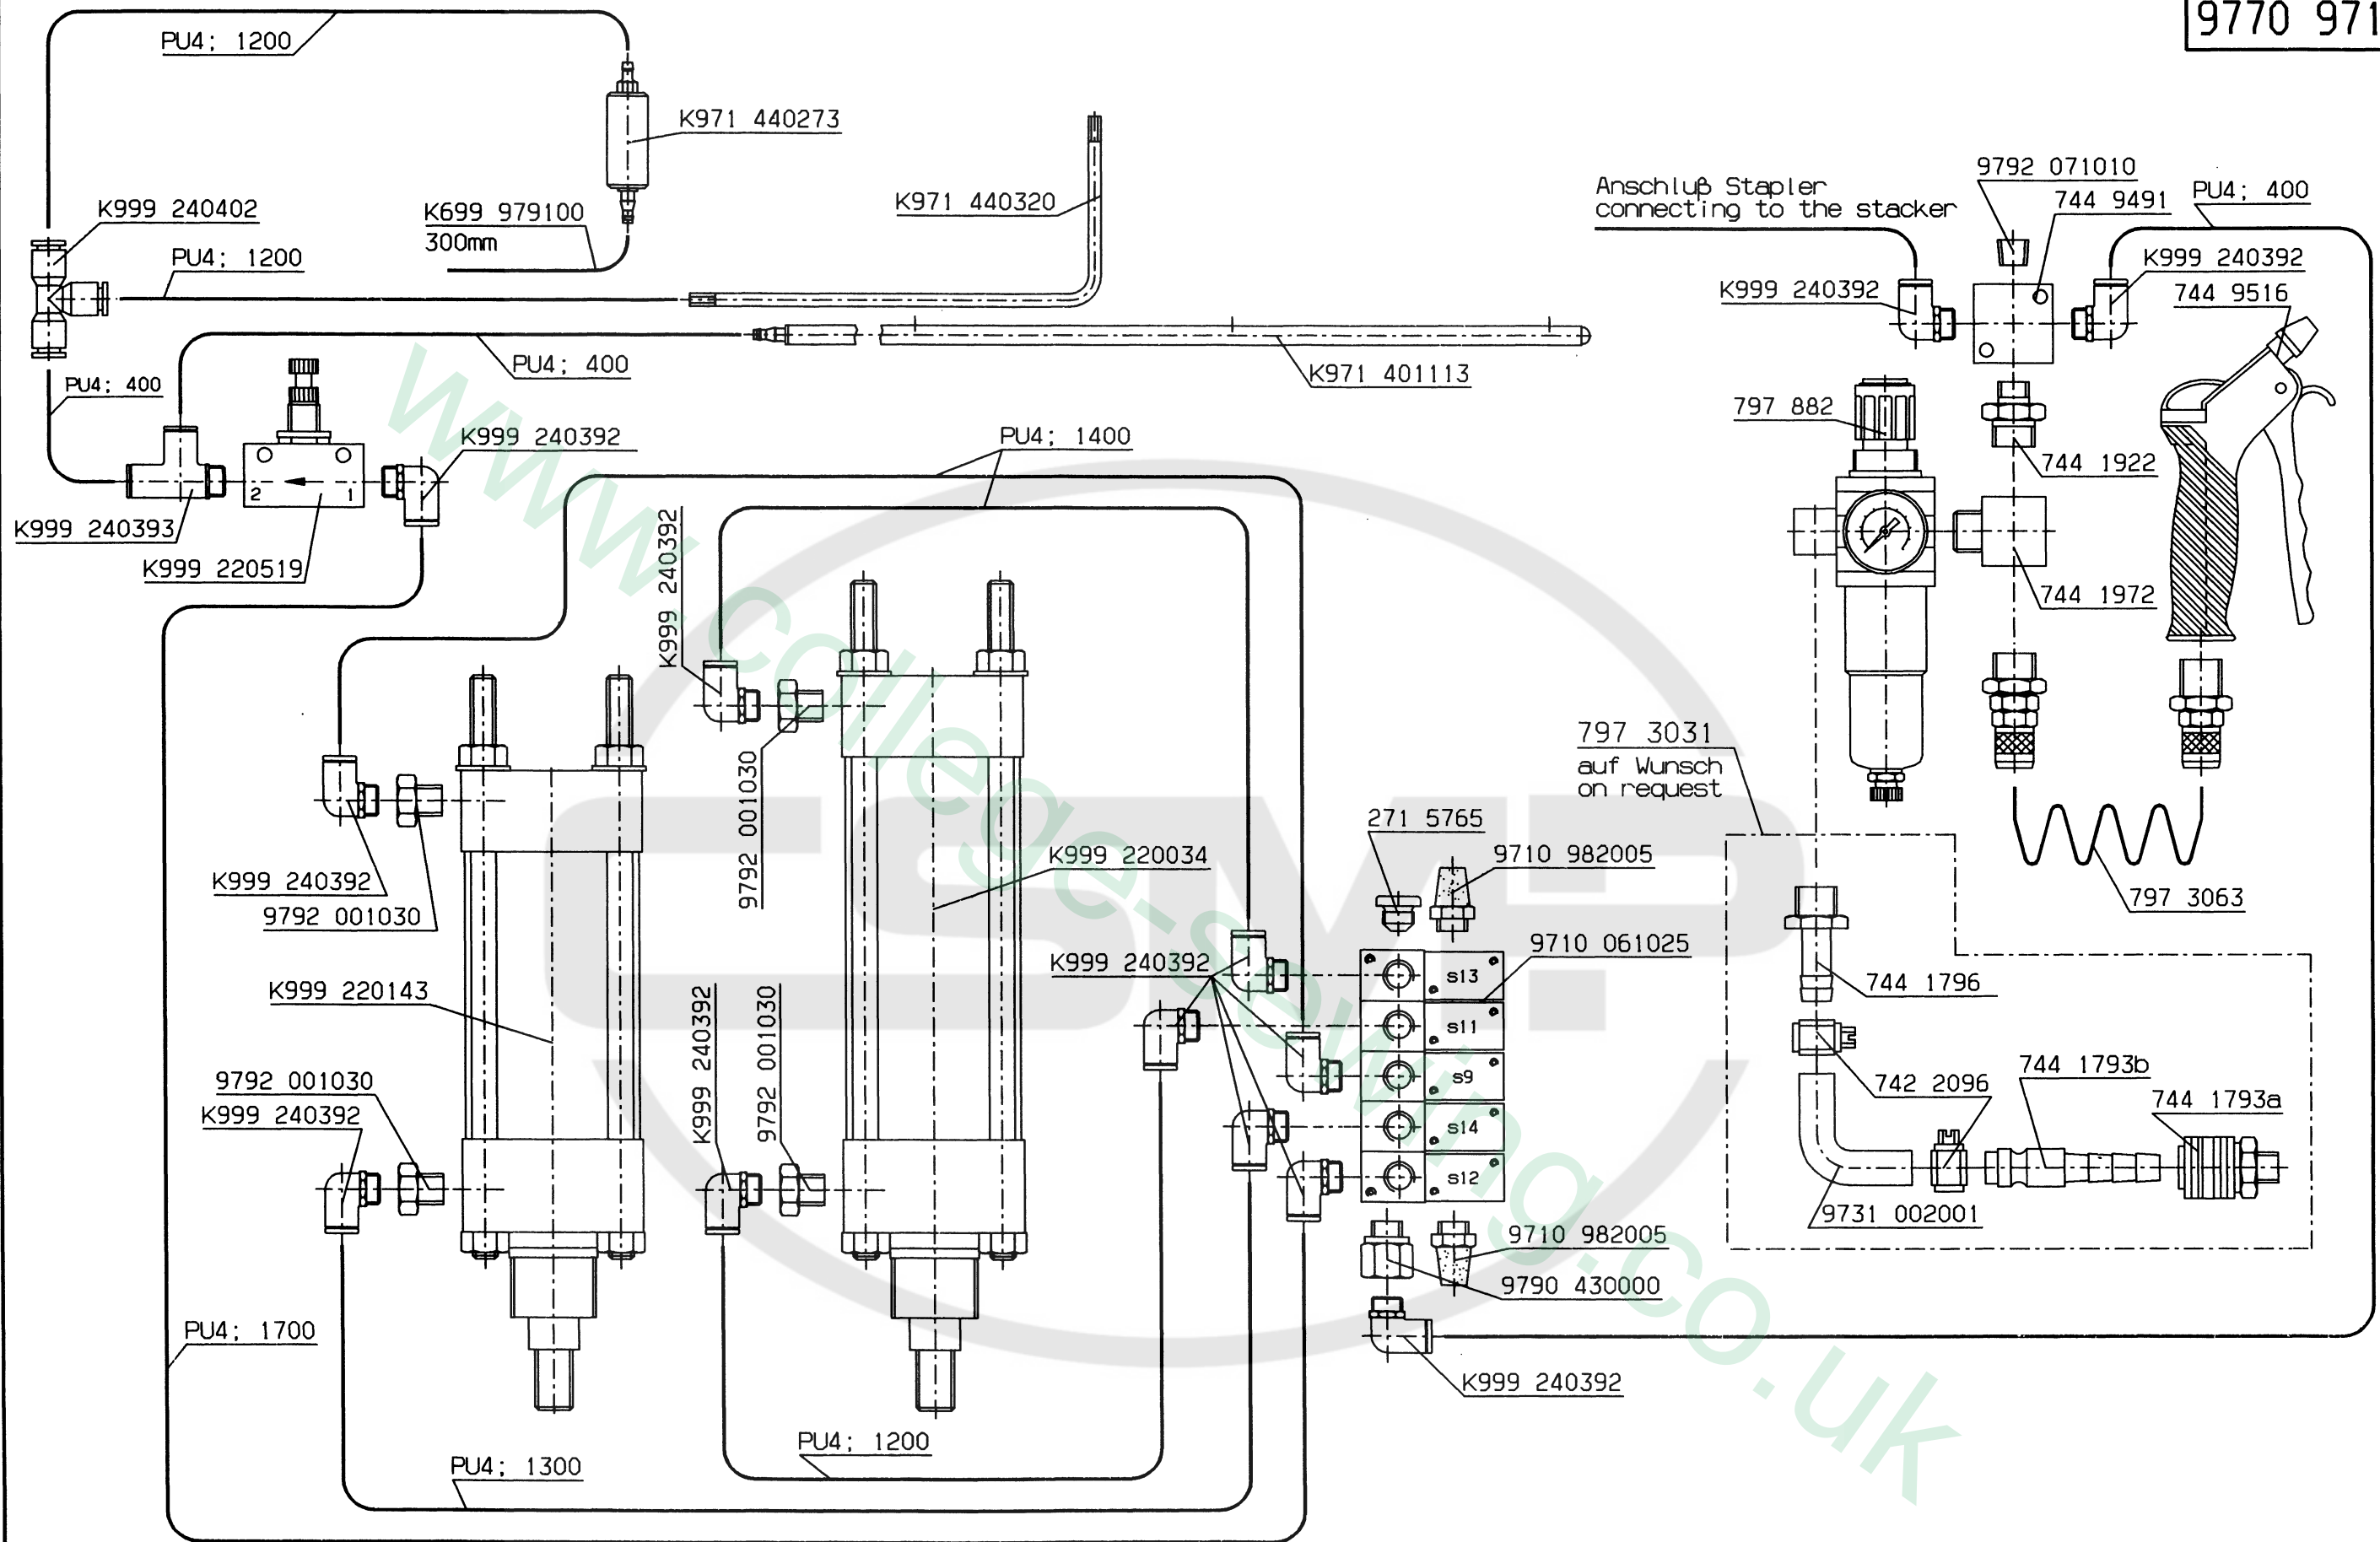 9770 971
PU4; 1200
K971 440273
K999 240402
K699 979100
300mm
K971 440320
PU4; 1200
Anschluß Stapler
connecting to the stacker
9792 071010
744 9491
PU4; 400
K999 240392
K999 240392
744 9516
PU4; 400
PU4; 400
K971 401113
797 882
K999 240392
PU4; 1400
744 1922
2
1
K999 240393
K999 220519
K999 240392
744 1972
9792 001030
797 3031
auf Wunsch
on request
271 5765
9710 982005
K999 220034
K999 240392
9792 001030
797 3063
9710 061025
K999 240392
s13
744 1796
K999 220143
K999 240392
9792 001030
s11
s9
744 1793b
742 2096
744 1793a
9792 001030
K999 240392
s14
s12
9731 002001
9710 982005
9790 430000
PU4; 1700
K999 240392
PU4; 1200
PU4; 1300
CSMP
www.college-sewing.co.uk